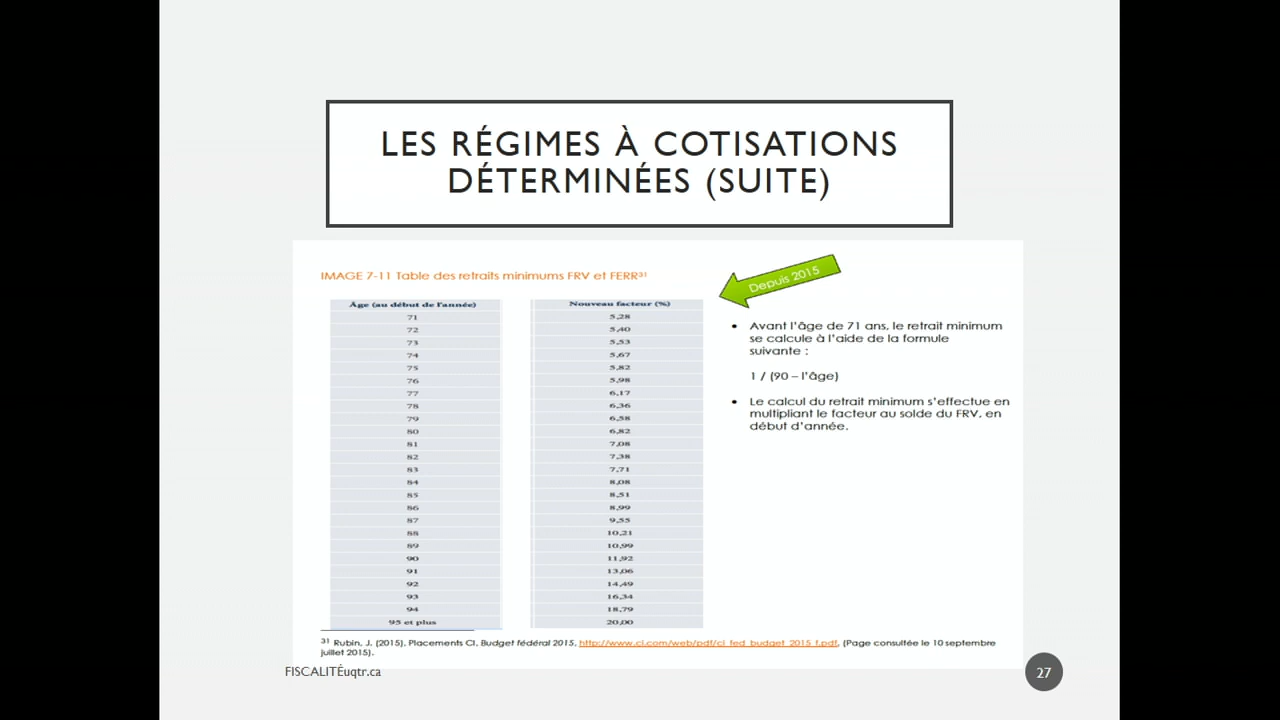 LES RÉGIMES À COTISATIONS
DÉTERMINÉES (SUITE)
IMAGE 7-11 Table des retraits minimums FRV et FERR³¹
Depuis 2015
Âge (au début de l'année) Nouveau facteur (%)
71 5,28
72 5,40
73 5,53
74 5,67
75 5,82
76 5,98
77 6,17
78 6,36
79 6,58
80 6,82
81 7,08
82 7,38
83 7,71
84 8,08
85 8,51
86 8,99
87 9,55
88 10,21
89 10,99
90 11,92
91 13,06
92 14,49
93 16,34
94 18,79
95 et plus 20,00
• Avant l'âge de 71 ans, le retrait minimum
se calcule à l'aide de la formule
suivante :
1 / (90 – l'âge)
• Le calcul du retrait minimum s'effectue en
multipliant le facteur au solde du FRV, en
début d'année.
³¹ Rubin, J, (2015), Placements CI, Budget fédéral 2015, http://www.ci.com/web/pdf/ci_fed_budget_2015_f.pdf, (Page consultée le 10 septembre
juillet 2015).
FISCALITÉuqtr.ca
27